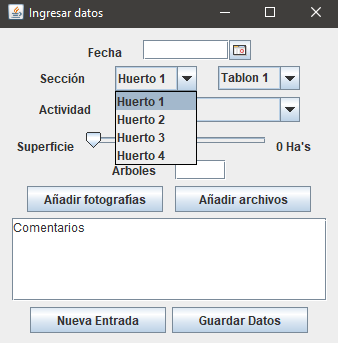 Ingresar datos
Fecha
Sección Huerto 1 Tablon 1
Huerto 1
Huerto 2
Huerto 3
Huerto 4
Actividad
Superficie 0 Ha's
Arboles
Añadir fotografias Añadir archivos
Comentarios
Nueva Entrada Guardar Datos